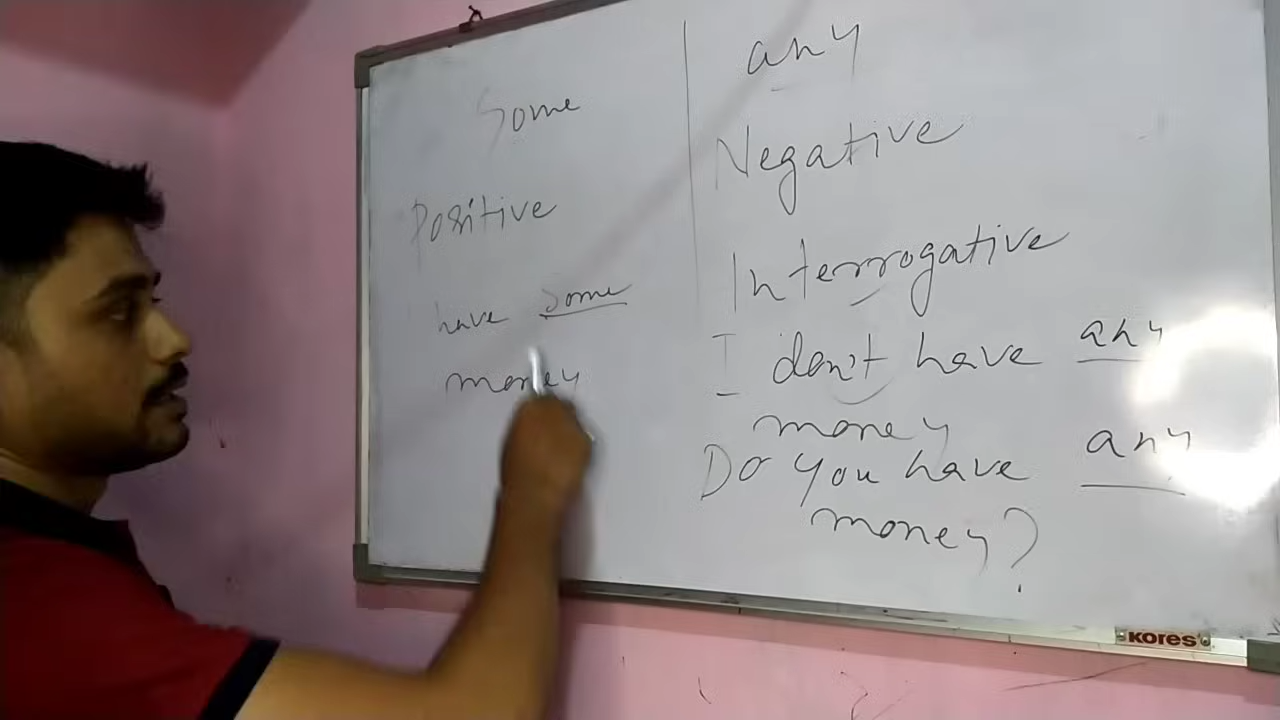 Some
Positive
have some
money
any
Negative
Interrogative
I don't have any
money
Do you have any
money?
KORES